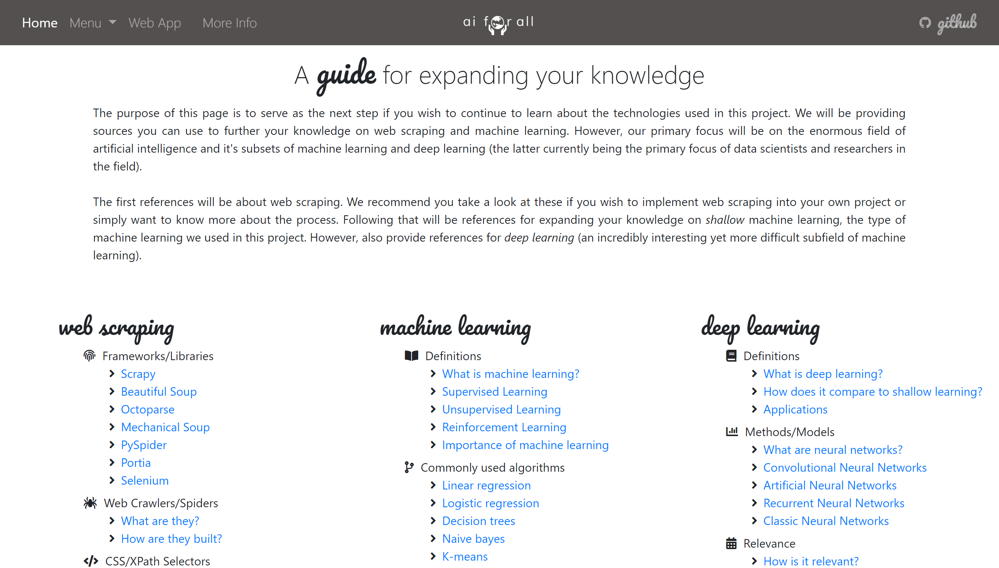 Home Menu Web App More Info
ai for all
github
A guide for expanding your knowledge
The purpose of this page is to serve as the next step if you wish to continue to learn about the technologies used in this project. We will be providing
sources you can use to further your knowledge on web scraping and machine learning. However, our primary focus will be on the enormous field of
artificial intelligence and it's subsets of machine learning and deep learning (the latter currently being the primary focus of data scientists and researchers in
the field).
The first references will be about web scraping. We recommend you take a look at these if you wish to implement web scraping into your own project or
simply want to know more about the process. Following that will be references for expanding your knowledge on shallow machine learning, the type of
machine learning we used in this project. However, also provide references for deep learning (an incredibly interesting yet more difficult subfield of machine
learning).
web scraping
Frameworks/Libraries
Scrapy
Beautiful Soup
Octoparse
Mechanical Soup
PySpider
Portia
Selenium
Web Crawlers/Spiders
What are they?
How are they built?
CSS/XPath Selectors
machine learning
Definitions
What is machine learning?
Supervised Learning
Unsupervised Learning
Reinforcement Learning
Importance of machine learning
Commonly used algorithms
Linear regression
Logistic regression
Decision trees
Naive bayes
K-means
deep learning
Definitions
What is deep learning?
How does it compare to shallow learning?
Applications
Methods/Models
What are neural networks?
Convolutional Neural Networks
Artificial Neural Networks
Recurrent Neural Networks
Classic Neural Networks
Relevance
How is it relevant?